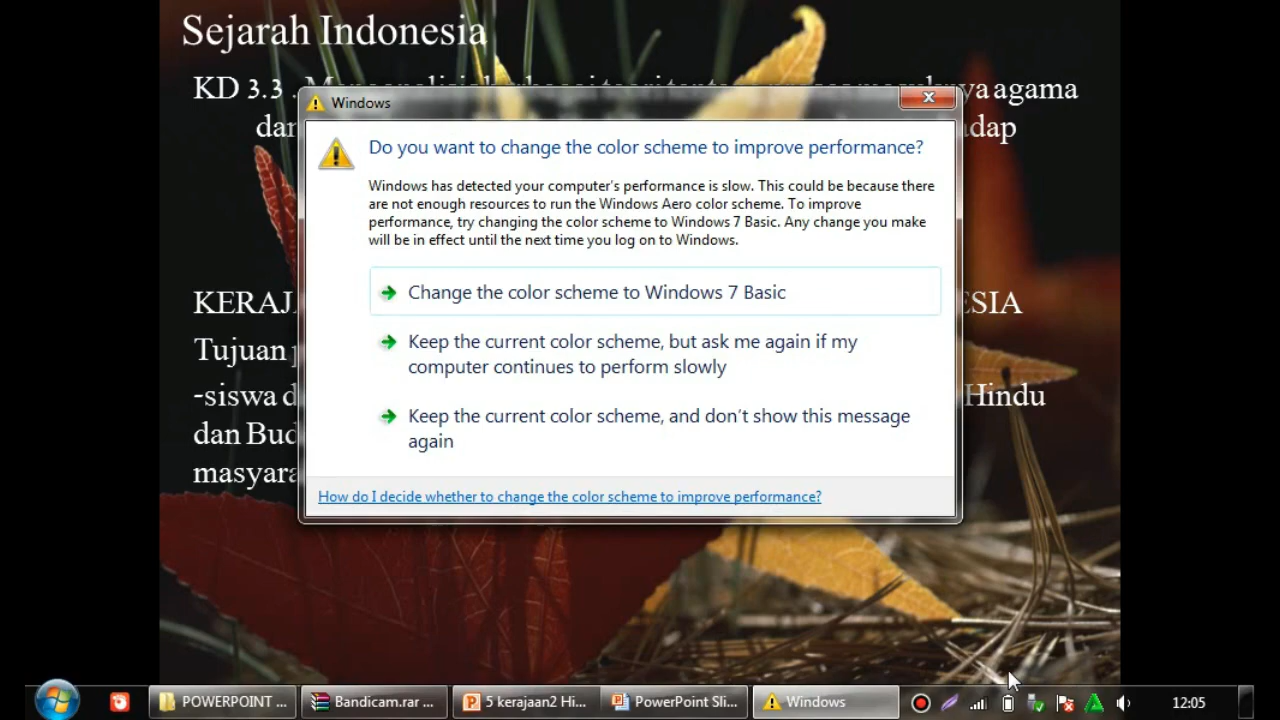 Sejarah Indonesia
KD 3.3 . agama
Windows
Do you want to change the color scheme to improve performance?
Windows has detected your computer's performance is slow. This could be because there
are not enough resources to run the Windows Aero color scheme. To improve
performance, try changing the color scheme to Windows 7 Basic. Any change you make
will be in effect until the next time you log on to Windows.
Change the color scheme to Windows 7 Basic
KERAJ ESIA
Keep the current color scheme, but ask me again if my
computer continues to perform slowly
Tujuan
-siswa Hindu
Keep the current color scheme, and don't show this message
again
dan Bud
masyara
How do I decide whether to change the color scheme to improve performance?
POWERPOINT ...
Bandicam.rar ...
5 kerajaan2 Hi...
PowerPoint Sli...
Windows
12:05